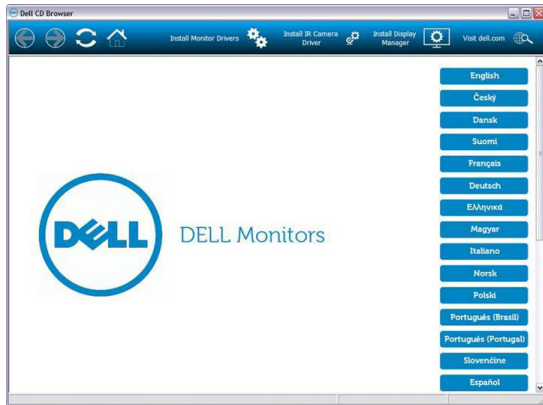 Dell CD Browser
Install Monitor Drivers
Install IR Camera
Driver
Install Display
Manager
Visit dell.com
English
Český
Dansk
Suomi
Français
Deutsch
Ελληνικά
Magyar
Italiano
Norsk
Polski
Português (Brasil)
Português (Portugal)
Slovenčine
Español
DELL
DELL Monitors